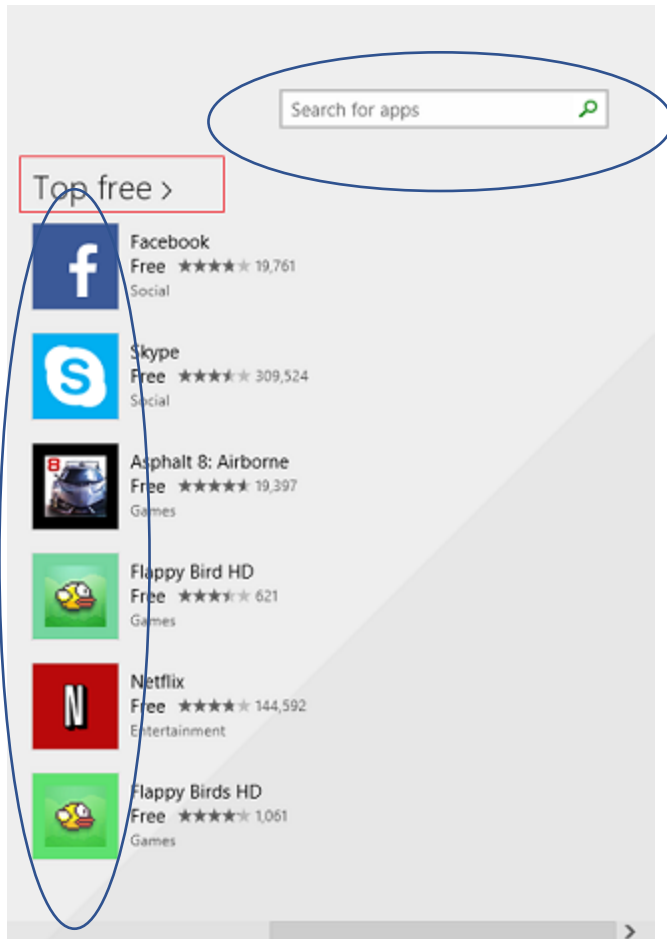 Search for apps
Top free >
f
Facebook
Free 19,761
Social
S
Skype
Free 309,524
Social
8
Asphalt 8: Airborne
Free 19,397
Games
Flappy Bird HD
Free 621
Games
N
Netflix
Free 144,592
Entertainment
Flappy Birds HD
Free 1,061
Games